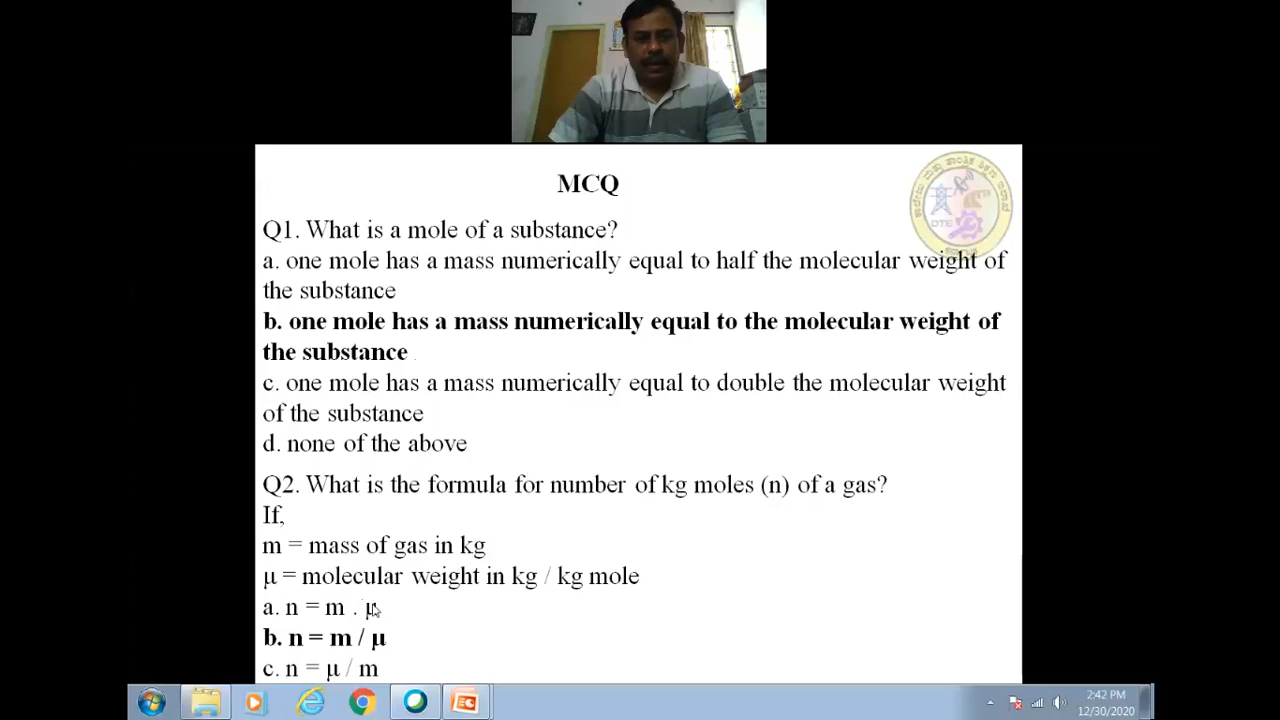 MCQ
Q1. What is a mole of a substance?
a. one mole has a mass numerically equal to half the molecular weight of
the substance
b. one mole has a mass numerically equal to the molecular weight of
the substance
c. one mole has a mass numerically equal to double the molecular weight
of the substance
d. none of the above
Q2. What is the formula for number of kg moles (n) of a gas?
If,
m = mass of gas in kg
μ = molecular weight in kg / kg mole
a. n = m . μ
b. n = m / μ
c. n = μ / m
DTE
2:42 PM
12/30/2020